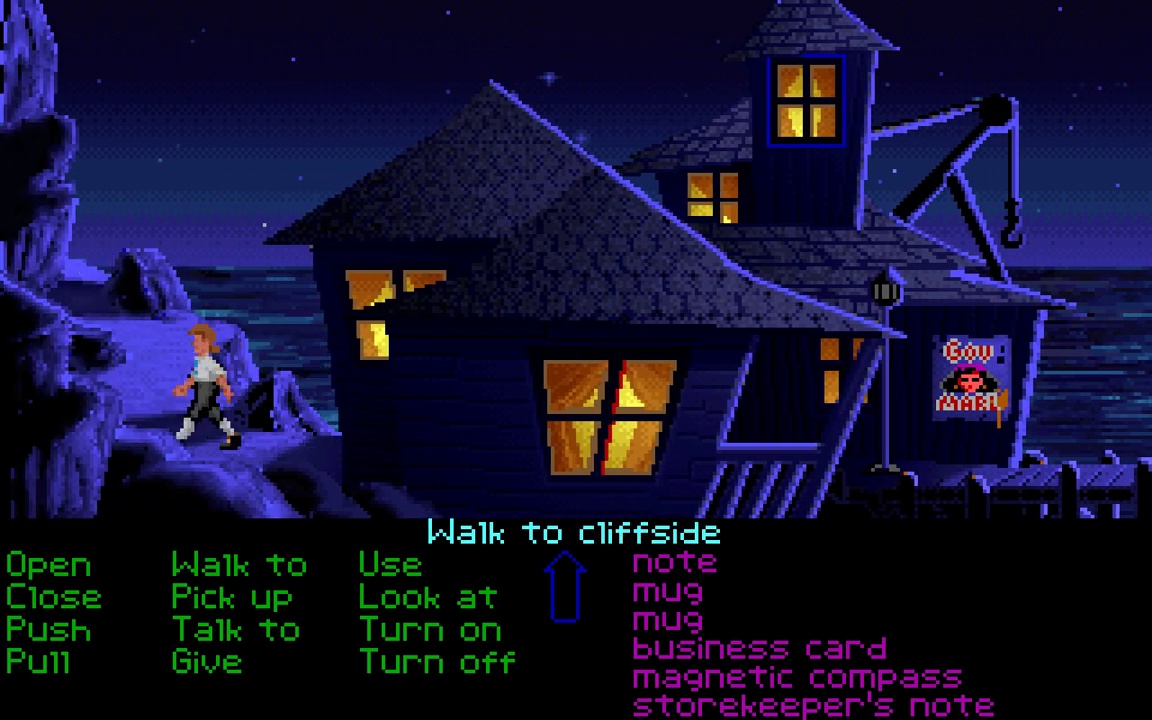 Gov.
Walk to cliffside
Open
Walk to
Use
note
Close
Pick up
Look at
mug
Push
Talk to
Turn on
mug
Pull
Give
Turn off
business card
magnetic compass
storekeeper's note